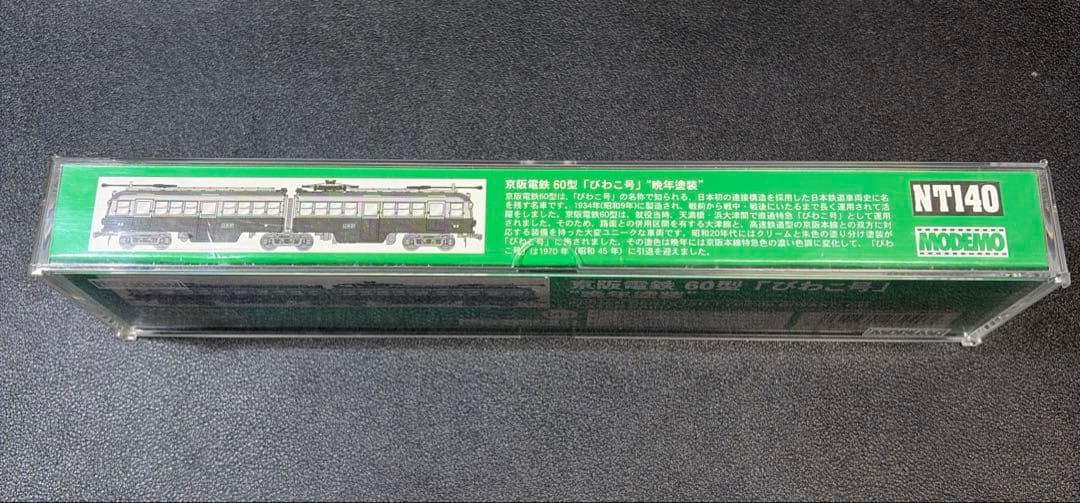 京阪電鉄 60型「びわこ号」"晩年塗装"
京阪電鉄60型は、「びわこ号」の名称で知られる、日本初の連接構造を採用した日本鉄道車両史に名
を残す名車です。1934年(昭和9年)に製造され、戦前から戦中・戦後にいたるまで長く運用されて活
躍をしました。京阪電鉄60型は、就役当時、天満橋・浜大津間で直通特急「びわこ号」として運用
されました。そのため、路面との併用区間を有する大津線と、高速鉄道型の京阪本線との双方に対
応する装備を持った大変ユニークな車両です。昭和20年代にはクリームと朱色の塗り分け塗装が
「びわこ号」に施されました。その塗色は晩年には京阪本線特急色の濃い色調に変化して、「びわ
こ号」は1970年(昭和45年)に引退を迎えました。
NT140
MODEMO
京阪電鉄 60型「びわこ号」
"晩年塗装"
MODEMO